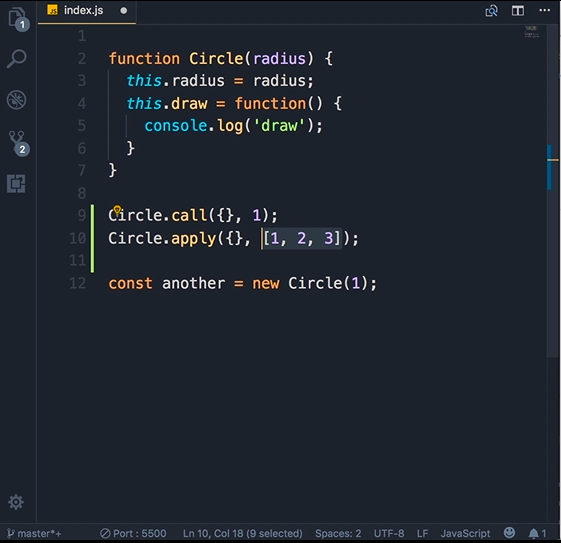 JS index.js
1
1
2 function Circle(radius) {
3 this.radius = radius;
4 this.draw = function() {
5 console.log('draw');
6 }
7 }
8
9 Circle.call({}, 1);
10 Circle.apply({}, [1, 2, 3]);
11
12 const another = new Circle(1);
2
master*+ Port : 5500 Ln 10, Col 18 (9 selected) Spaces: 2 UTF-8 LF JavaScript 1